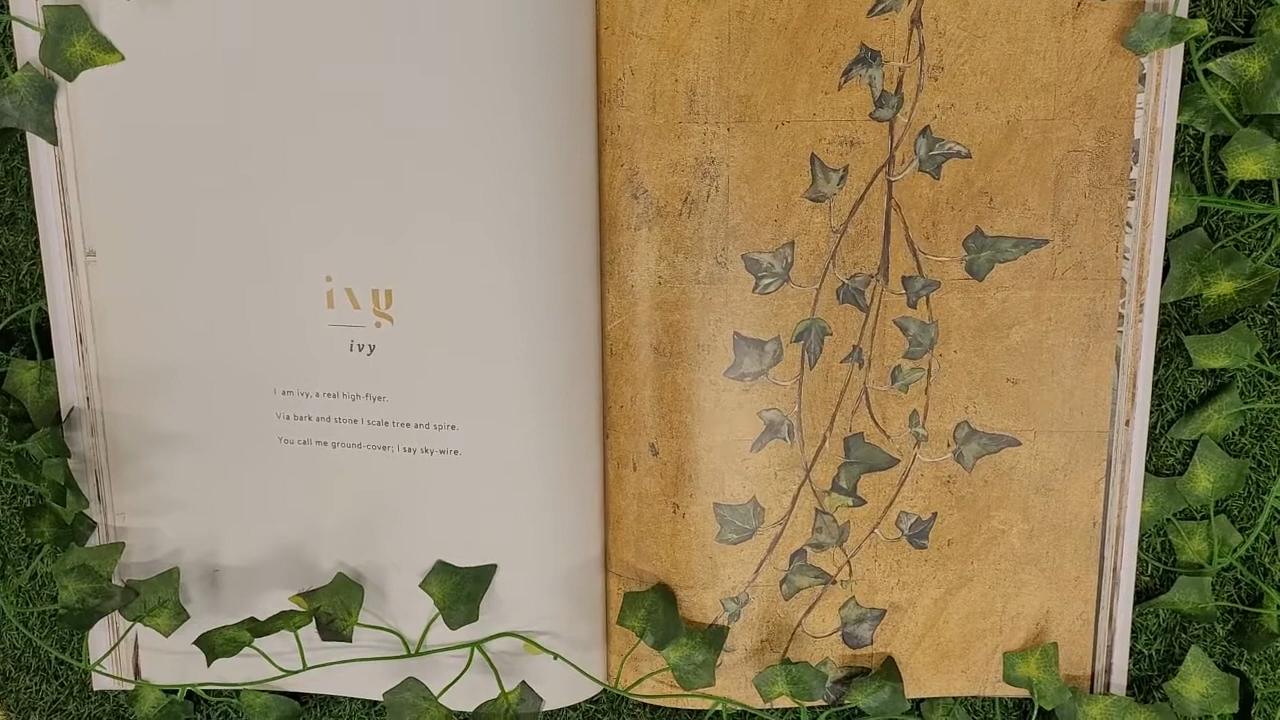 ivy
ivy
I am ivy, a real high-flyer.
Via bark and stone I scale tree and spire.
You call me ground-cover; I say sky-wire.